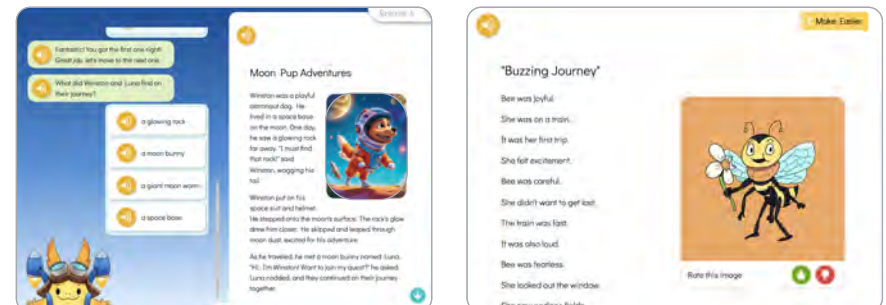 Fantastic! You got the first one right!
Great job, let's move to the next one.
What did Winston and Luna find on
their journey?
a glowing rock
a moon bunny
a giant moon worm
a space base
Moon Pup Adventures
Winston was a playful
astronaut dog. He
lived in a space base
on the moon. One day,
he saw a glowing rock
far away. "I must find
that rock!" said
Winston, wagging his
tail.
Winston put on his
space suit and helmet.
He stepped onto the moon's surface. The rock's glow
drew him closer. He skipped and leaped through
moon dust, excited for his adventure.
As he traveled, he met a moon bunny named Luna.
"Hi, I'm Winston! Want to join my quest?" he asked.
Luna nodded, and they continued on their journey
together.
Make Easier
"Buzzing Journey"
Bee was joyful.
She was on a train.
It was her first trip.
She felt excitement.
Bee was careful.
She didn't want to get lost.
The train was fast.
It was also loud.
Bee was fearless.
She looked out the window.
Rate this image